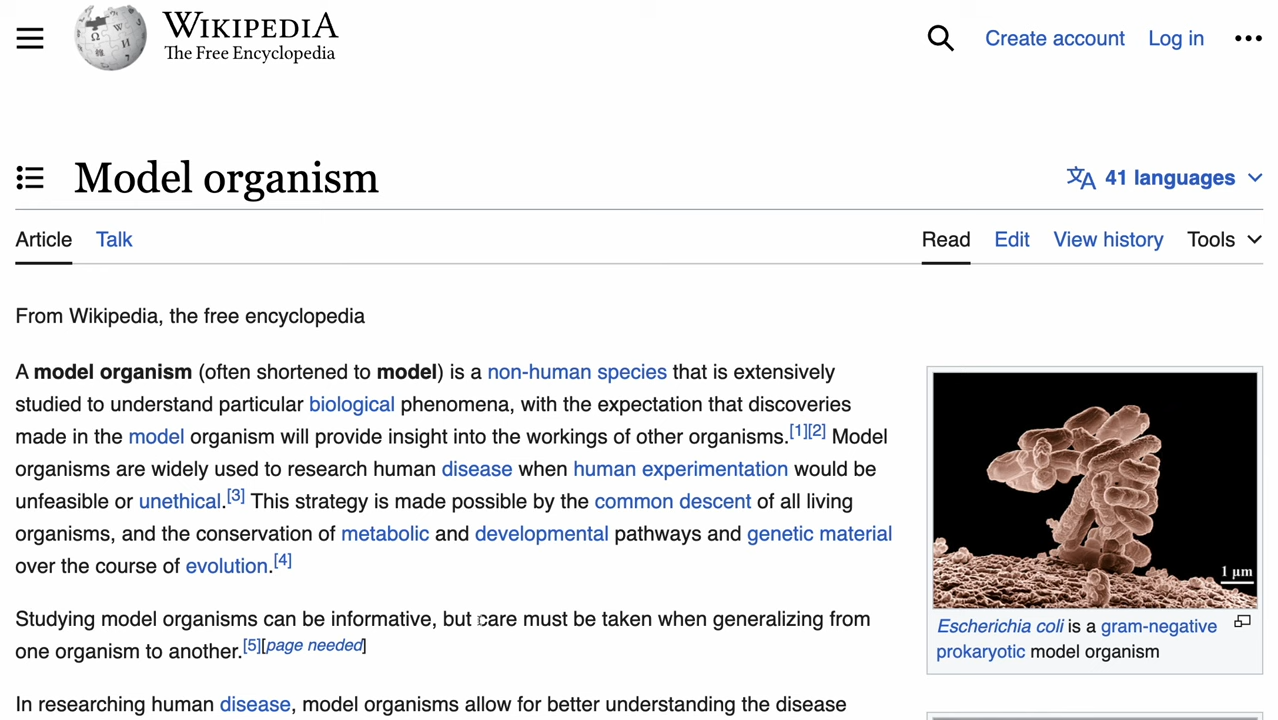 WIKIPEDIA
The Free Encyclopedia
Create account Log in
Model organism
41 languages
Article Talk Read Edit View history Tools
From Wikipedia, the free encyclopedia
A model organism (often shortened to model) is a non-human species that is extensively
studied to understand particular biological phenomena, with the expectation that discoveries
made in the model organism will provide insight into the workings of other organisms.[1][2] Model
organisms are widely used to research human disease when human experimentation would be
unfeasible or unethical.[3] This strategy is made possible by the common descent of all living
organisms, and the conservation of metabolic and developmental pathways and genetic material
over the course of evolution.[4]
Studying model organisms can be informative, but care must be taken when generalizing from
one organism to another.[5][page needed]
In researching human disease, model organisms allow for better understanding the disease
1 µm
Escherichia coli is a gram-negative
prokaryotic model organism